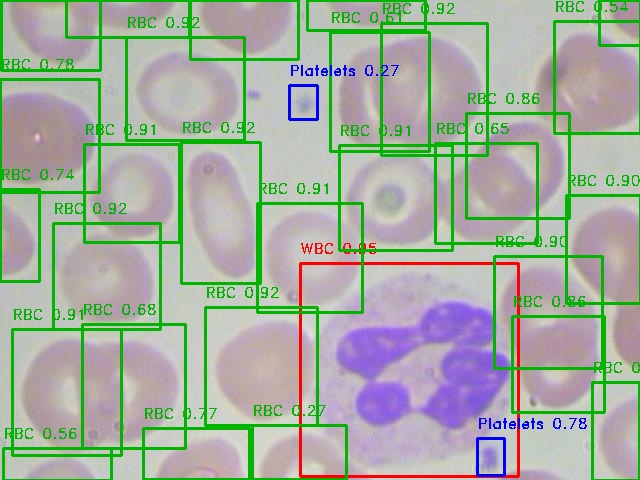 RBC 0.92
RBC 0.61
RBC 0.92
RBC 0.54
RBC 0.78
Platelets 0.27
RBC 0.86
RBC 0.91
RBC 0.92
RBC 0.91
RBC 0.65
RBC 0.74
RBC 0.91
RBC 0.90
RBC 0.92
WBC 0.95
RBC 0.90
RBC 0.92
RBC 0.86
RBC 0.91
RBC 0.68
RBC
RBC 0.77
RBC 0.27
Platelets 0.78
RBC 0.56